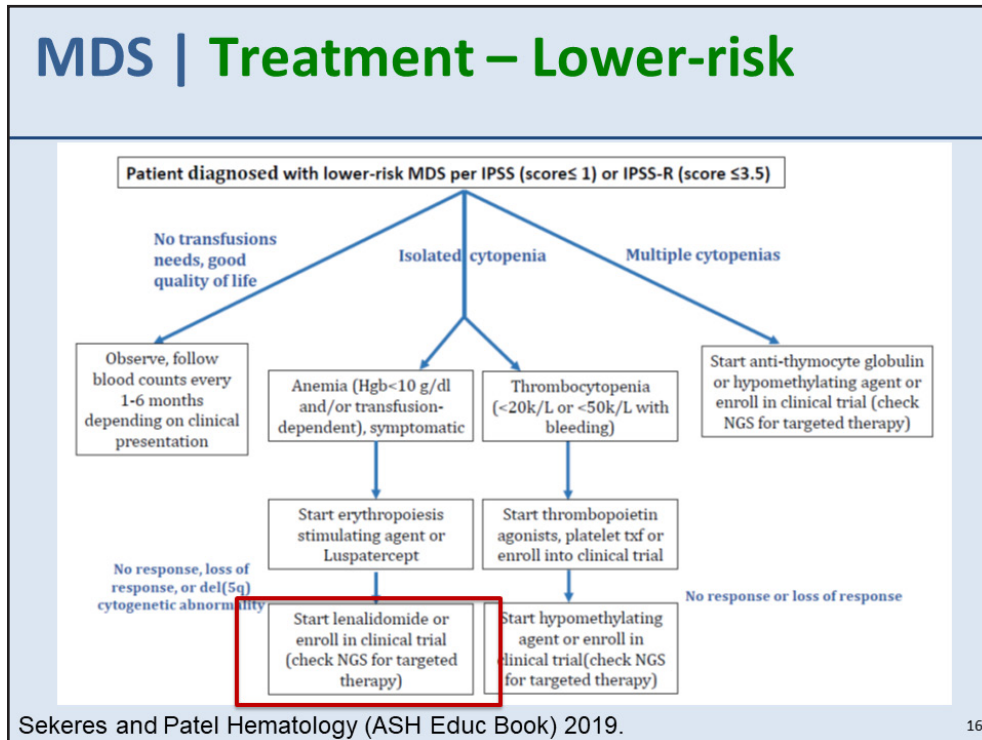 MDS | Treatment – Lower-risk
Patient diagnosed with lower-risk MDS per IPSS (score≤ 1) or IPSS-R (score ≤3.5)
No transfusions
needs, good
quality of life
Isolated cytopenia
Multiple cytopenias
Observe, follow
blood counts every
1-6 months
depending on clinical
presentation
Anemia (Hgb<10 g/dl
and/or transfusion-
dependent), symptomatic
Thrombocytopenia
(<20k/L or <50k/L with
bleeding)
Start anti-thymocyte globulin
or hypomethylating agent or
enroll in clinical trial (check
NGS for targeted therapy)
Start erythropoiesis
stimulating agent or
Luspatercept
Start thrombopoietin
agonists, platelet txf or
enroll into clinical trial
No response, loss of
response, or del(5q)
cytogenetic abnormality
No response or loss of response
Start lenalidomide or
enroll in clinical trial
(check NGS for targeted
therapy)
Start hypomethylating
agent or enroll in
clinical trial(check NGS
for targeted therapy)
Sekeres and Patel Hematology (ASH Educ Book) 2019.
16